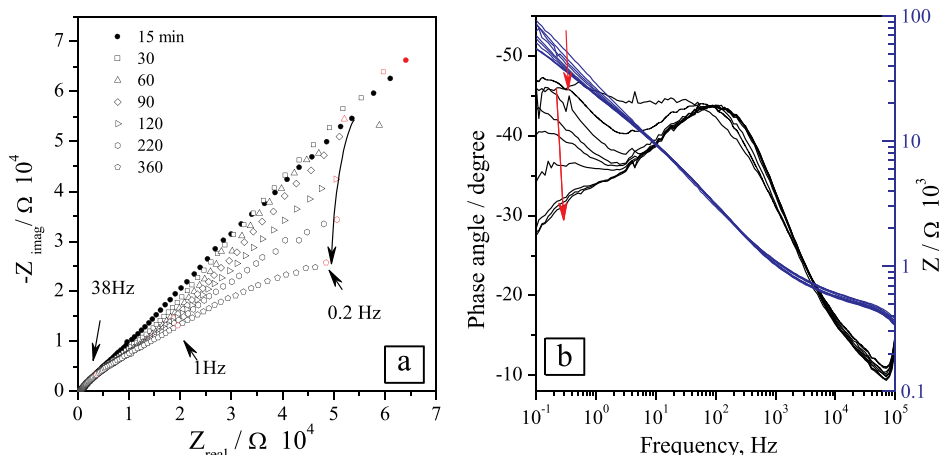 7
6
5
4
3
2
1
0
-Z imag / Ω 10^4
15 min
30
60
90
120
220
360
38Hz
1Hz
0.2 Hz
a
0 1 2 3 4 5 6 7
Z real / Ω 10^4
-50
-40
-30
-20
-10
Phase angle / degree
b
100
10
1
0.1
Z / Ω 10^3
10^-1 10^0 10^1 10^2 10^3 10^4 10^5
Frequency, Hz